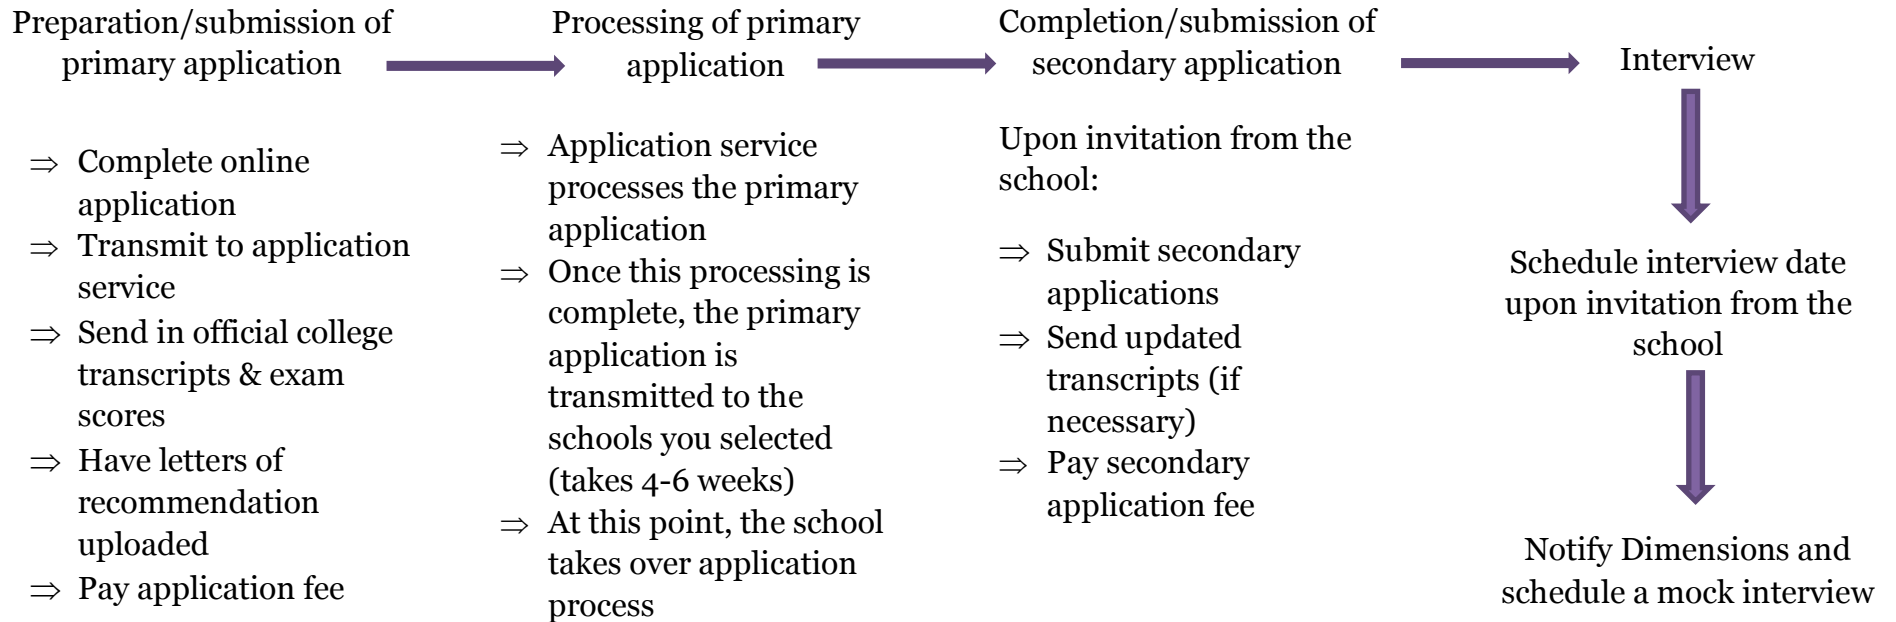 Preparation/submission of
primary application
Processing of primary
application
Completion/submission of
secondary application
Interview
⇒ Complete online
application
⇒ Transmit to application
service
⇒ Send in official college
transcripts & exam
scores
⇒ Have letters of
recommendation
uploaded
⇒ Pay application fee
⇒ Application service
processes the primary
application
⇒ Once this processing is
complete, the primary
application is
transmitted to the
schools you selected
(takes 4-6 weeks)
⇒ At this point, the school
takes over application
process
Upon invitation from the
school:
⇒ Submit secondary
applications
⇒ Send updated
transcripts (if
necessary)
⇒ Pay secondary
application fee
Schedule interview date
upon invitation from the
school
Notify Dimensions and
schedule a mock interview